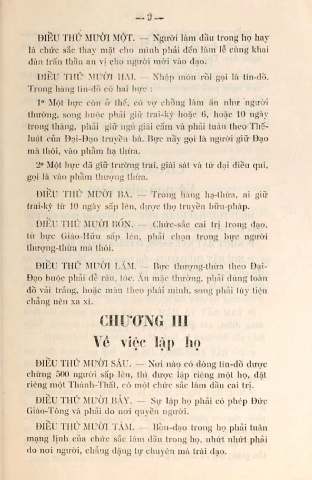 — 9 —
ĐIỀU THỨ MƯỜI MỘT. — Người làm đầu trong họ hay
là chức sắc thay mặt cho mình phải đến làm lễ cúng khai
đàn trấn thần an vị cho người mới vào đạo.
ĐIỀU THỨ MƯỜI HAI. — Nhập môn rồi gọi là tín-đồ.
Trong hàng tín-đồ có hai bực :
1° Một bực còn ở thế, có vợ chồng làm ăn như người
thường, song buộc phải giữ trai-kỳ hoặc 6, hoặc 10 ngày
trong tháng, phải giữ ngũ giái cấm và phải tuân theo Thế-
luật của Đại-Đạo truyền bá. Bực nầy gọi là người giữ Đạo
mà thôi, vào phẩm hạ thừa.
2° Một bực đã giữ trường trai, giái sát và tứ đại điều qui,
gọi là vào phẩm thượng thừa.
ĐIỀU THỨ MƯỜI BA. — Trong hàng hạ-thừa, ai giữ
trai-kỳ từ 10 ngày sấp lên, được thọ truyền bửu-pháp.
ĐIỀU THỨ MƯỜI BỐN. — Chức-sắc cai trị trong đạo,
từ bực Giáo-Hữu sấp lên, phải chọn trong bực người
thượng-thừa mà thôi.
ĐIỀU THỨ MƯỜI LĂM. — Bực thượng-thừa theo Đại-
Đạo buộc phải để râu, tóc. Ăn mặc thường, phải dùng toàn
đồ vải trắng, hoặc màu theo phái mình, song phải tùy tiện
chẳng nên xa xí.
CHƯƠNG III
Về việc lập họ
ĐIỀU THỨ MƯỜI SÁU. — Nơi nào có đông tín-đồ được
chừng 500 người sấp lên, thì được lập riêng một họ, đặt
riêng một Thánh-Thất, có một chức sắc làm đầu cai trị.
ĐIỀU THỨ MƯỜI BẢY. — Sự lập họ phải có phép Đức
Giáo-Tông và phải do nơi quyền người.
ĐIỀU THỨ MƯỜI TÁM. — Bổn-đạo trong họ phải tuân
mạng lịnh của chức sắc làm đầu trong họ, nhứt nhứt phải
do nơi người, chẳng đặng tự chuyên mà trái đạo.